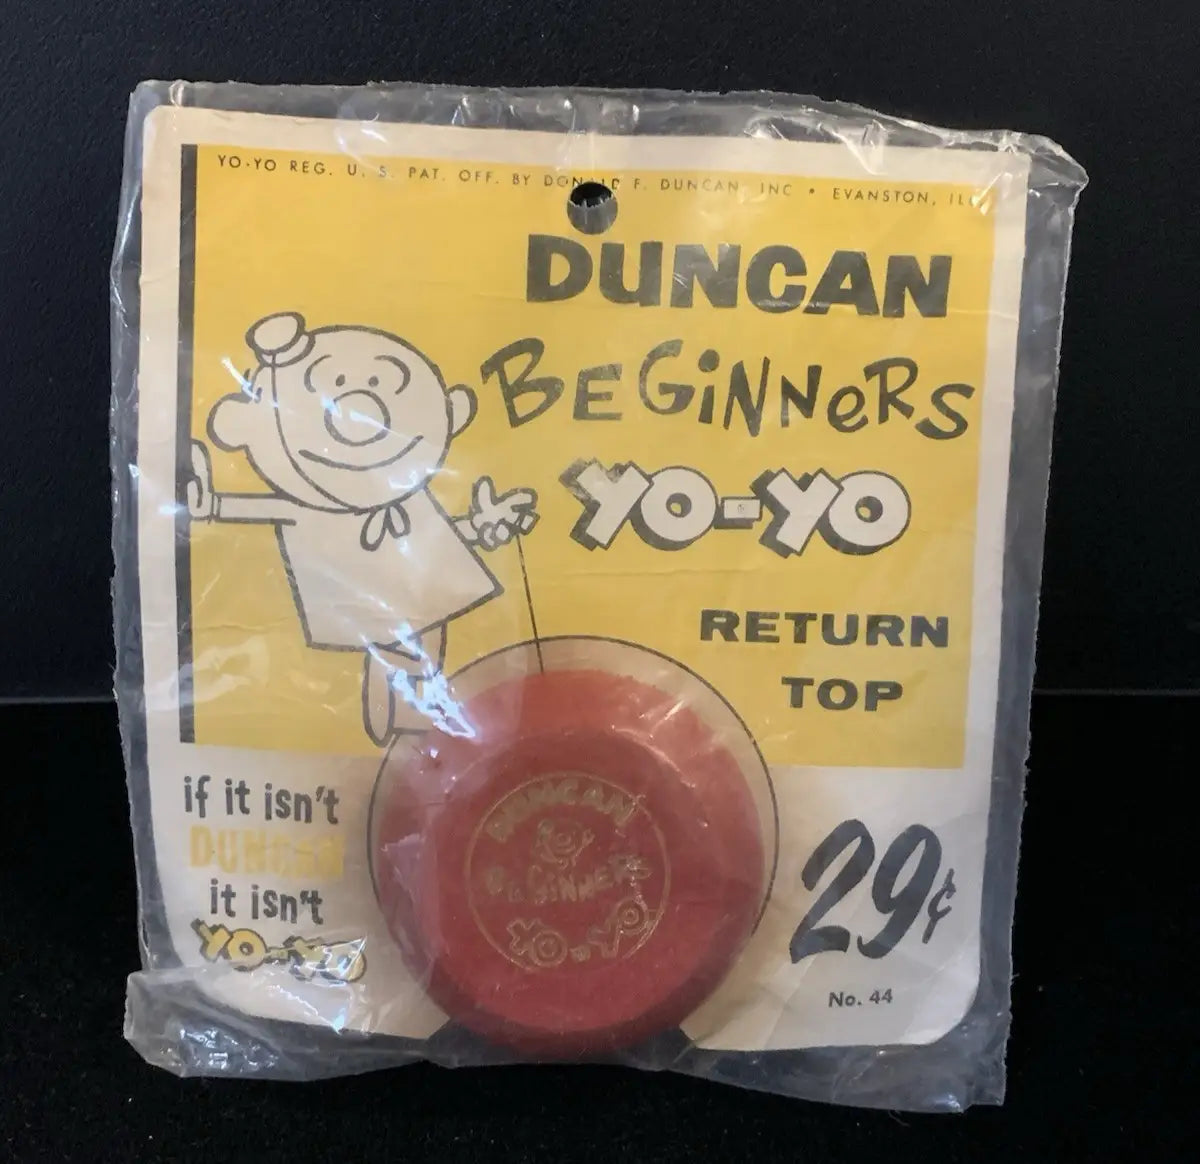 YO-YO REG. U. S. PAT. OFF. BY DONALD F. DUNCAN, INC • EVANSTON, ILL
DUNCAN
BEGiNNeRS
YO-YO
RETURN
TOP
if it isn't
DUNCAN
it isn't
YO-YO
DUNCAN
BEGiNNERS
YO-YO
29¢
No. 44